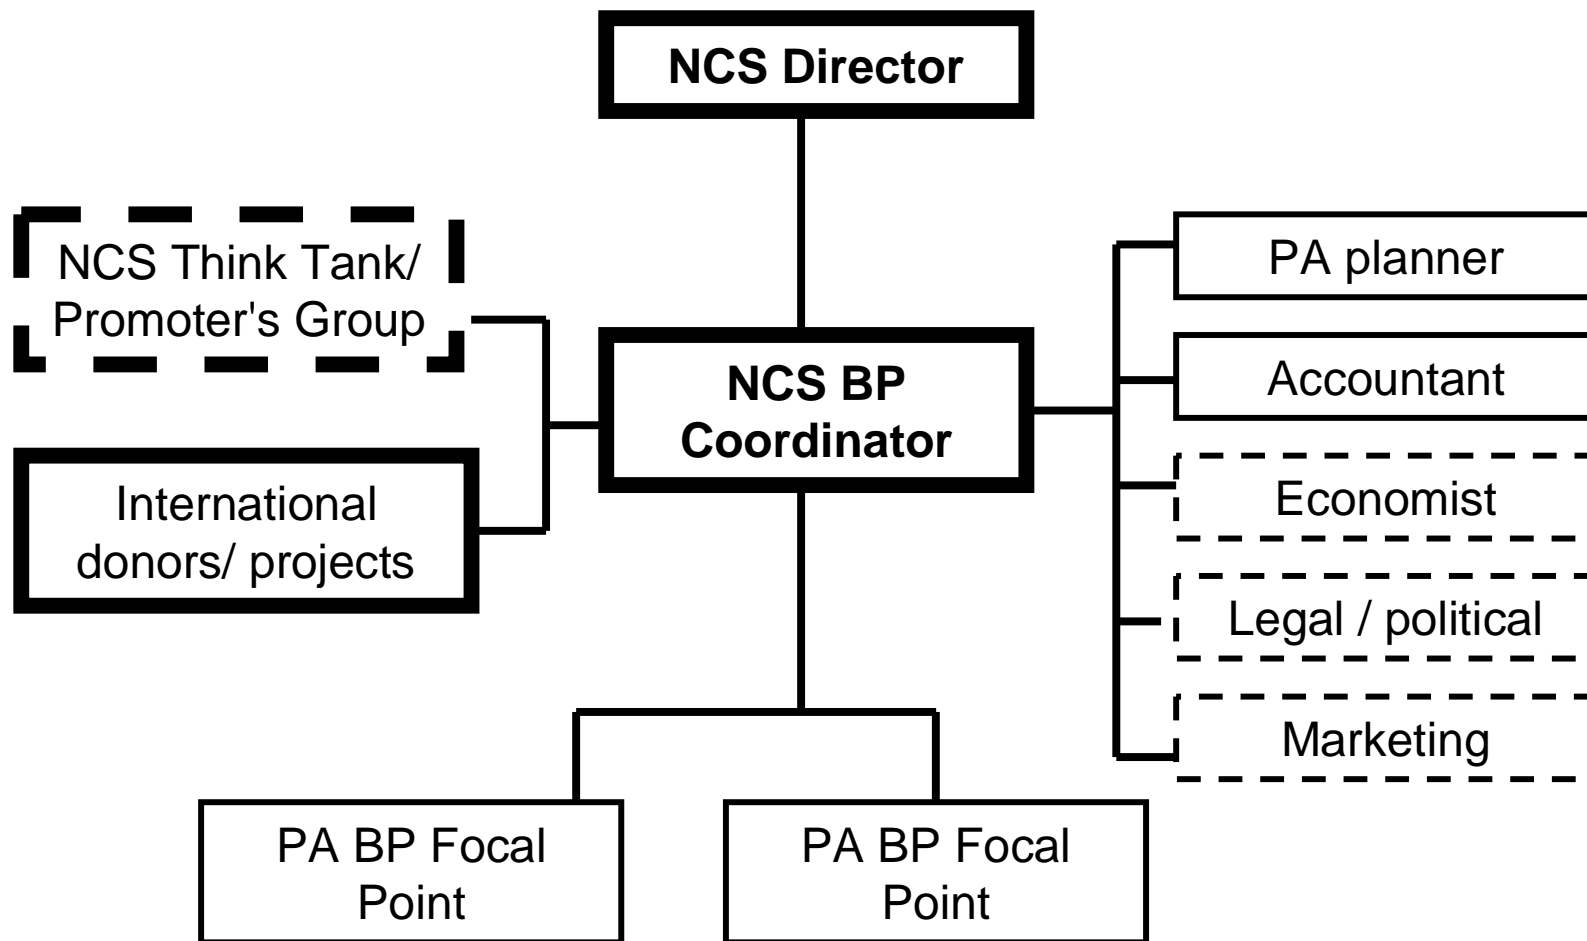 NCS Director
NCS Think Tank/
Promoter's Group
International
donors/ projects
NCS BP
Coordinator
PA planner
Accountant
Economist
Legal / political
Marketing
PA BP Focal
Point
PA BP Focal
Point